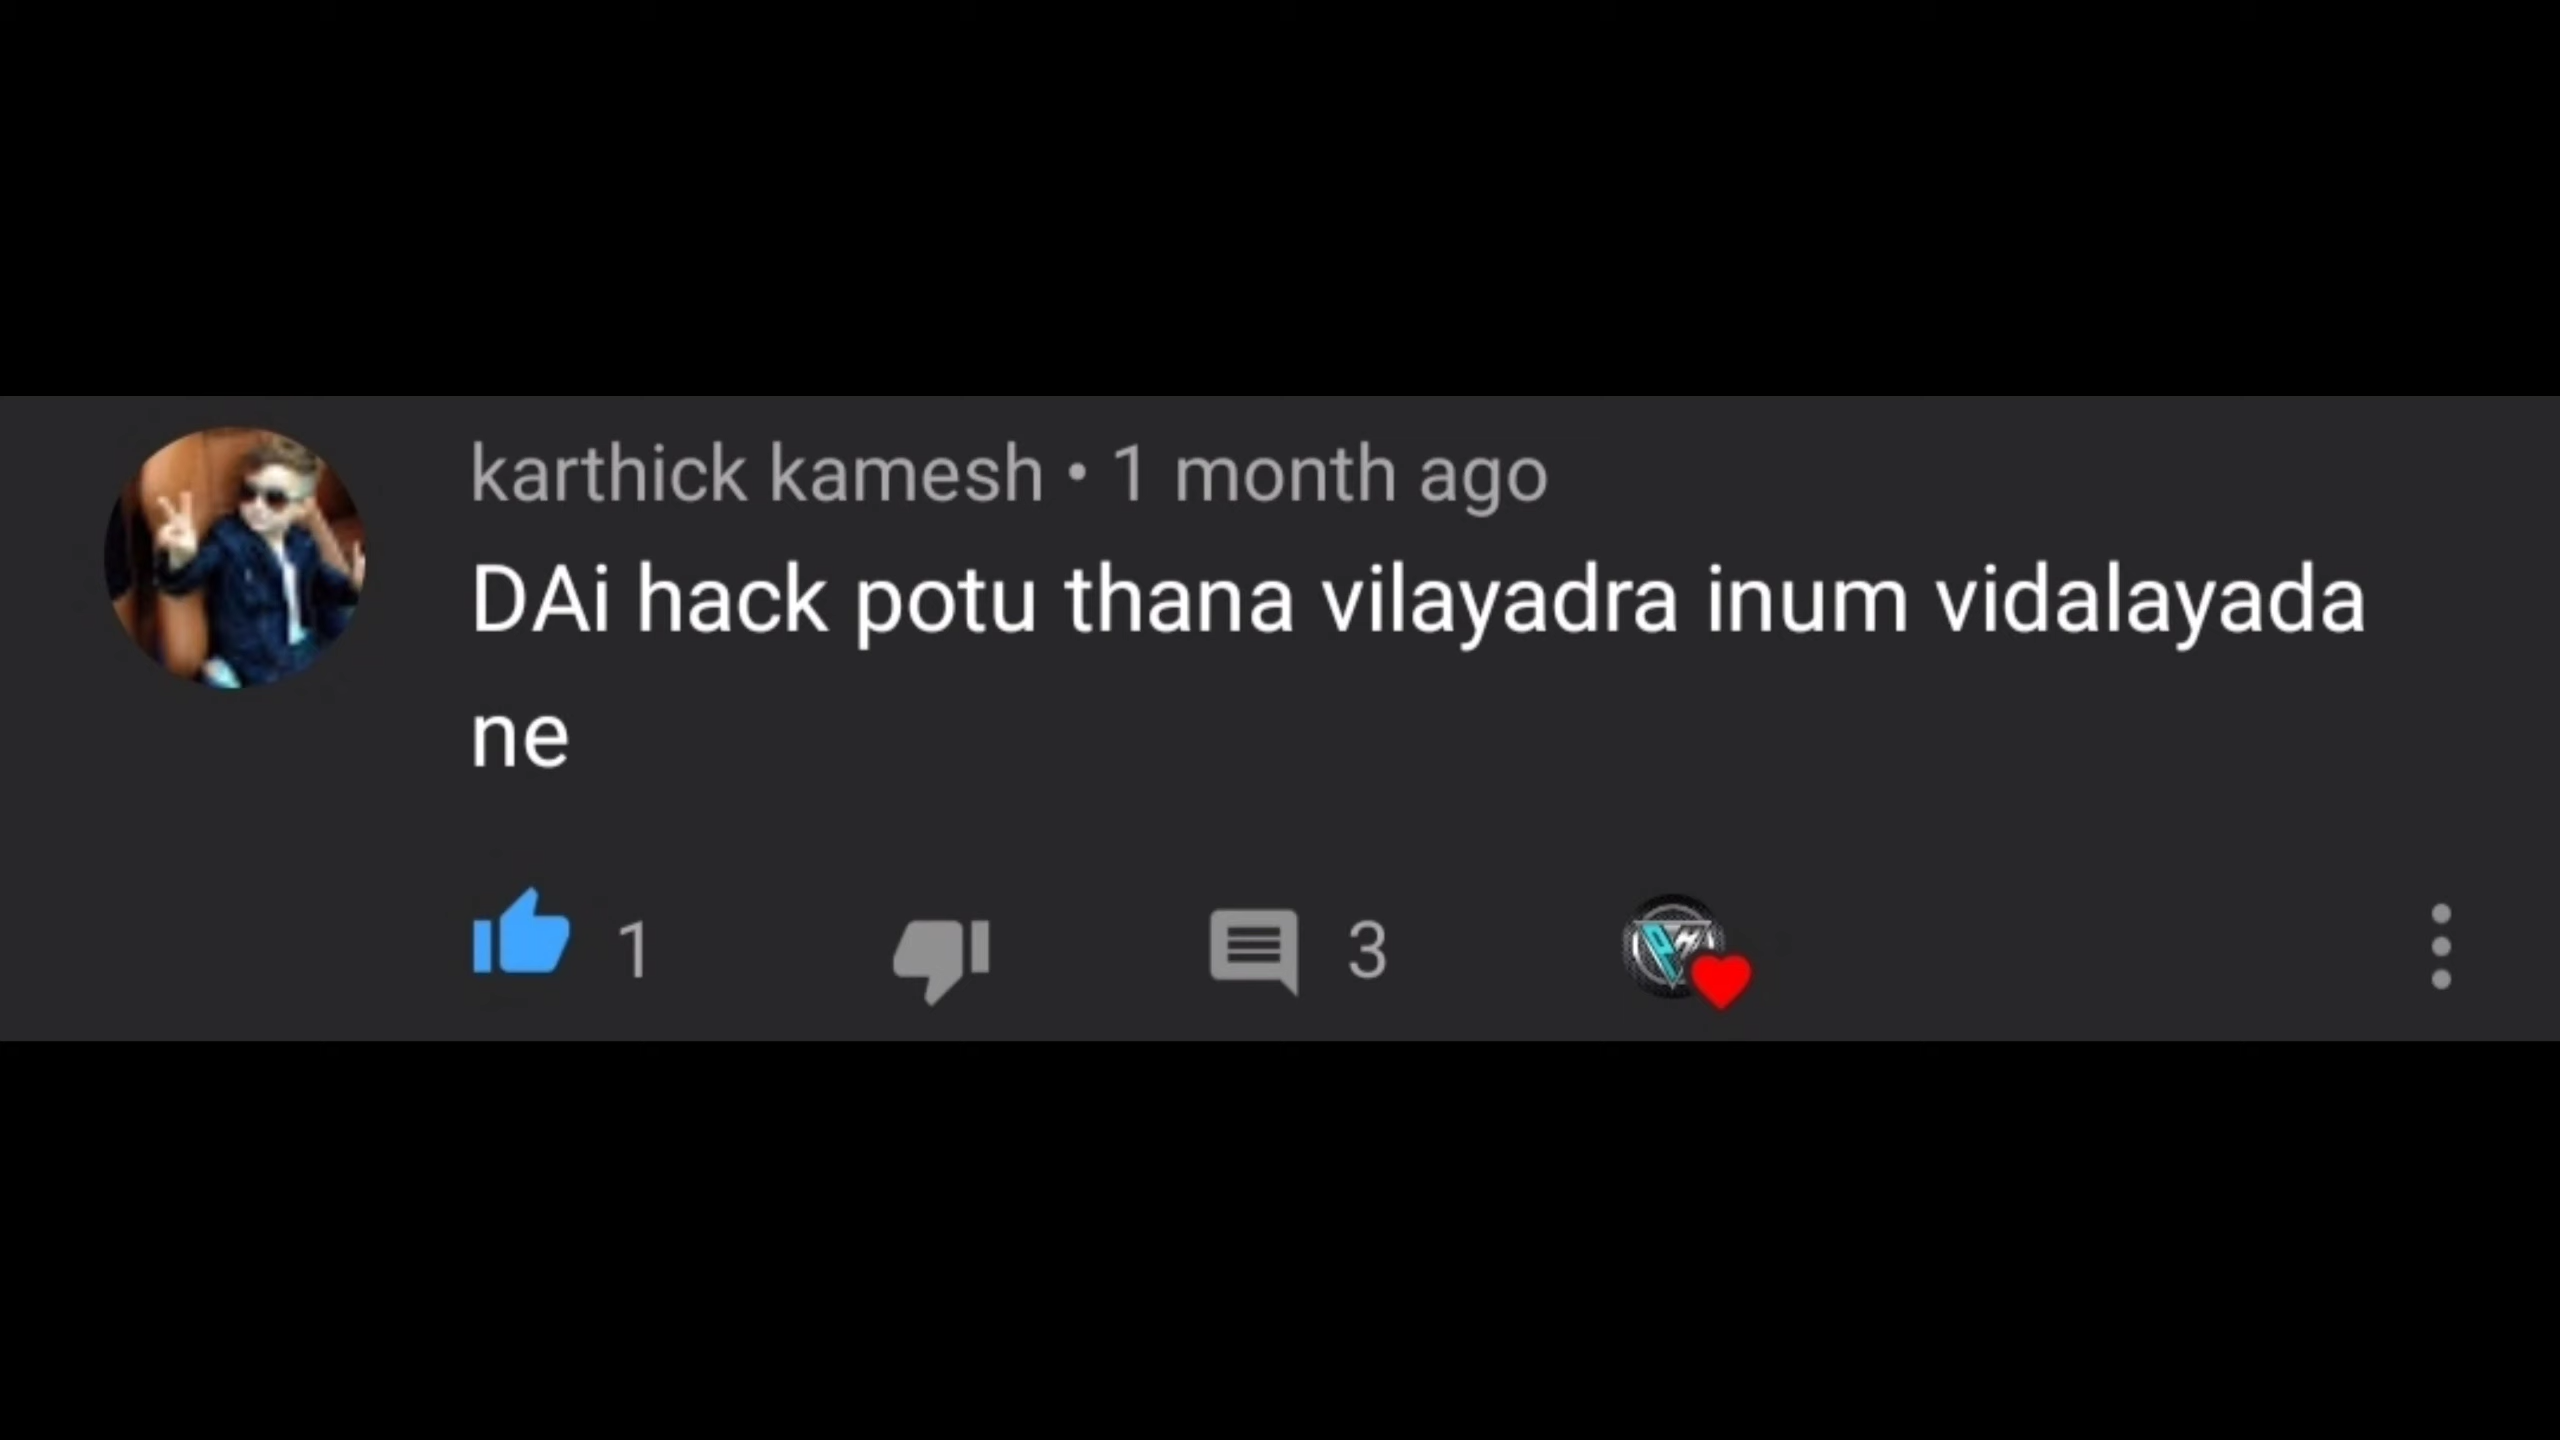 karthick kamesh • 1 month ago
DAi hack potu thana vilayadra inum vidalayada
ne
1 3